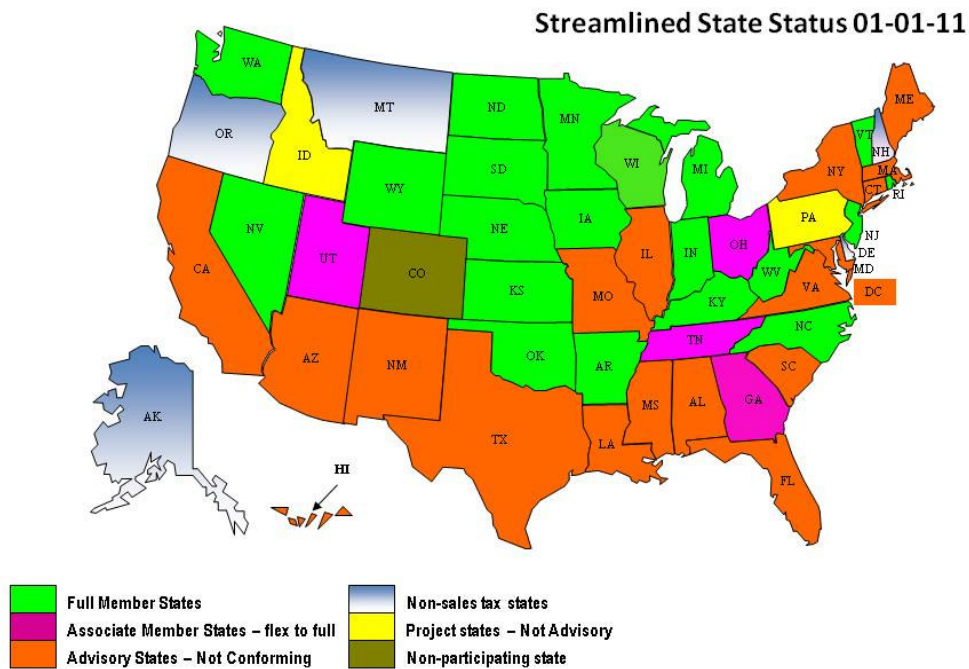 Streamlined State Status 01-01-11
WA
MT
ND
MN
ME
OR
ID
SD
WI
MI
VT
NH
NY
MA
CT
RI
WY
IA
NE
PA
NJ
NV
UT
CO
IL
IN
OH
DE
MD
WV
VA
DC
CA
KS
MO
KY
NC
TN
AZ
NM
OK
AR
SC
MS
AL
GA
TX
LA
FL
AK
HI
Full Member States
Associate Member States – flex to full
Advisory States – Not Conforming
Non-sales tax states
Project states – Not Advisory
Non-participating state